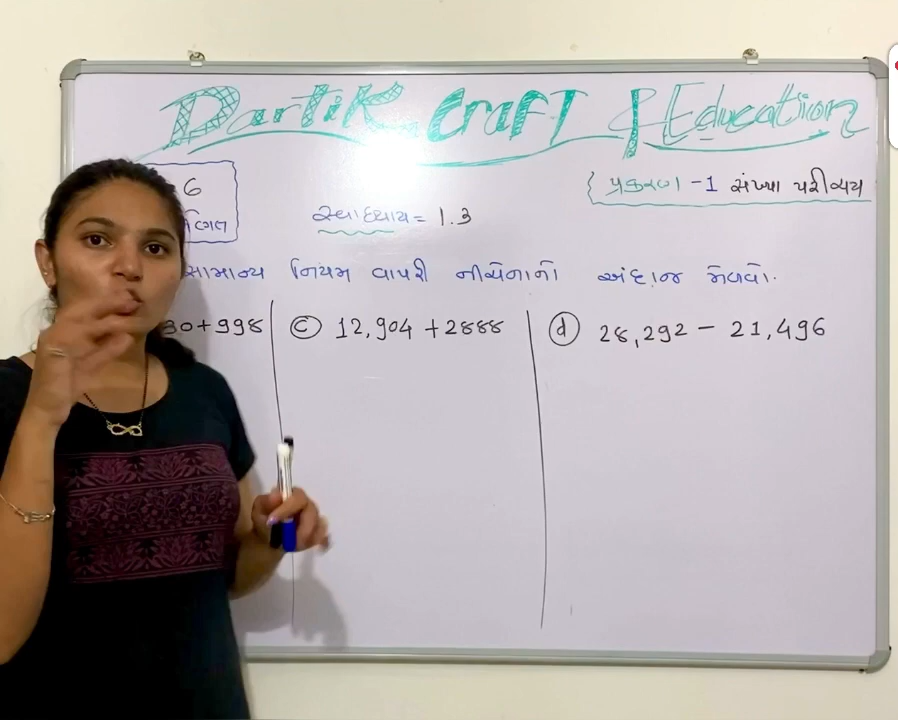 Dartik Craft & Education
6
પ્રકરણ -1 સંખ્યા પરીચય
સ્વાધ્યાય = 1.3
સામાન્ય નિયમ વાપરી નીચેનાનો અંદાજ મેળવો.
30+998
c 12,904 +2888
d 28,292 - 21,496